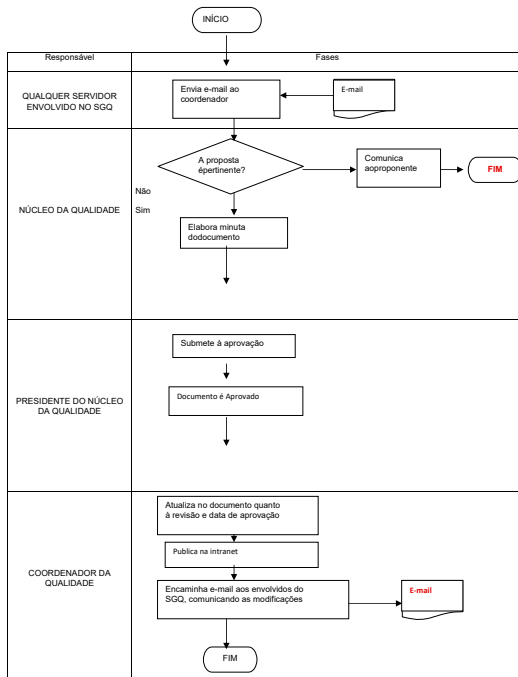 INÍCIO
Responsável
Fases
QUALQUER SERVIDOR
ENVOLVIDO NO SGQ
Envia e-mail ao
coordenador
E-mail
NÚCLEO DA QUALIDADE
A proposta
épertinente?
Comunica
aoproponente
FIM
Não
Sim
Elabora minuta
dodocumento
PRESIDENTE DO NÚCLEO
DA QUALIDADE
Submete à aprovação
Documento é Aprovado
COORDENADOR DA
QUALIDADE
Atualiza no documento quanto
à revisão e data de aprovação
Publica na intranet
Encaminha e-mail aos envolvidos do
SGQ, comunicando as modificações
E-mail
FIM